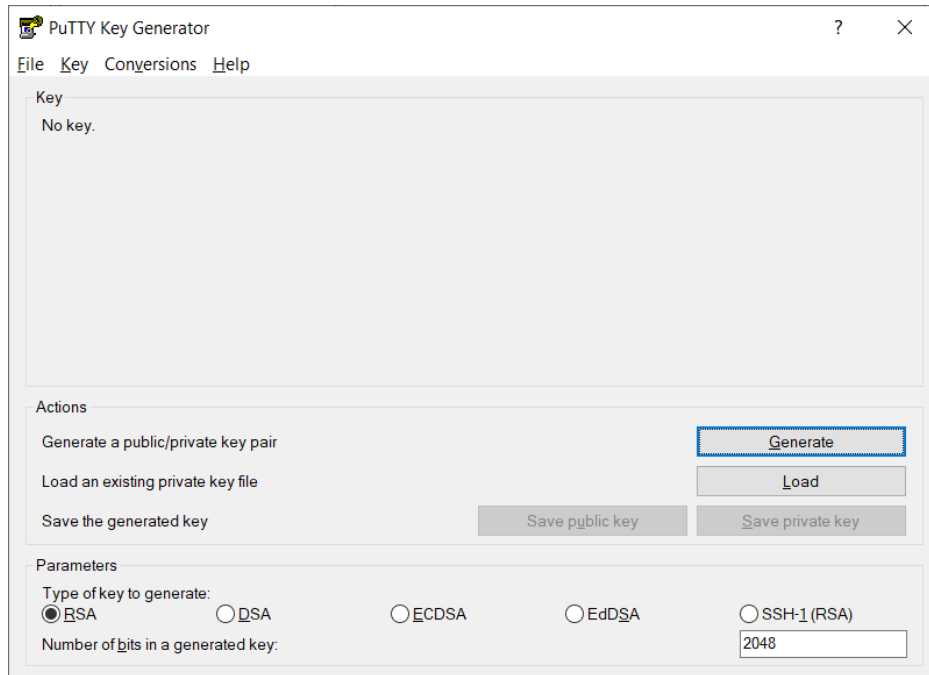 PuTTY Key Generator ?
File Key Conversions Help
Key
No key.
Actions
Generate a public/private key pair Generate
Load an existing private key file Load
Save the generated key Save public key Save private key
Parameters
Type of key to generate:
RSA DSA ECDSA EdDSA SSH-1 (RSA)
Number of bits in a generated key: 2048